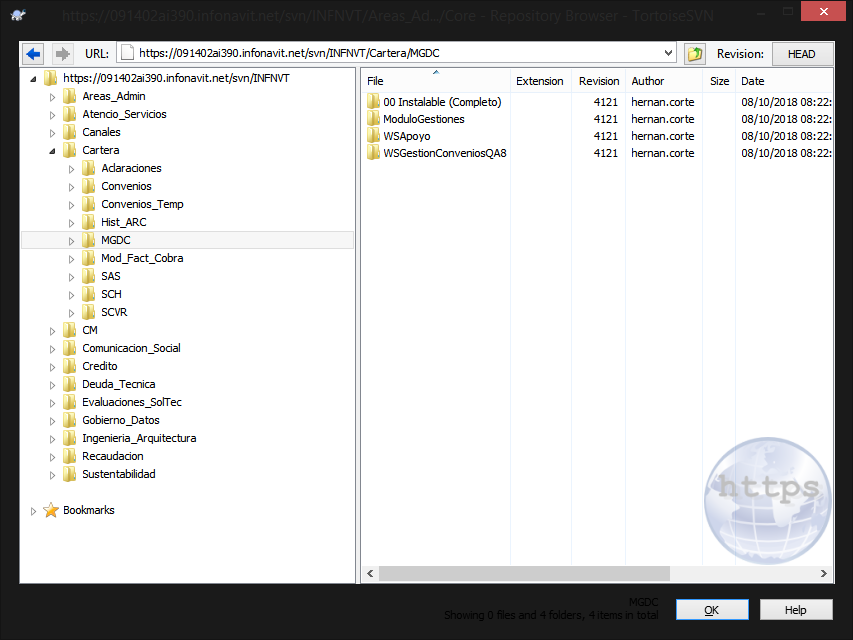 https://091402ai390.infonavit.net/svn/INFNVT/Areas_Ad.../Core - Repository Browser - TortoiseSVN
URL: https://091402ai390.infonavit.net/svn/INFNVT/Cartera/MGDC Revision: HEAD
https://091402ai390.infonavit.net/svn/INFNVT
Areas_Admin
Atencio_Servicios
Canales
Cartera
Aclaraciones
Convenios
Convenios_Temp
Hist_ARC
MGDC
Mod_Fact_Cobra
SAS
SCH
SCVR
CM
Comunicacion_Social
Credito
Deuda_Tecnica
Evaluaciones_SolTec
Gobierno_Datos
Ingenieria_Arquitectura
Recaudacion
Sustentabilidad
Bookmarks
File Extension Revision Author Size Date
00 Instalable (Completo) 4121 hernan.corte 08/10/2018 08:22:
ModuloGestiones 4121 hernan.corte 08/10/2018 08:22:
WSApoyo 4121 hernan.corte 08/10/2018 08:22:
WSGestionConveniosQA8 4121 hernan.corte 08/10/2018 08:22:
https
MGDC
Showing 0 files and 4 folders, 4 items in total
OK Help